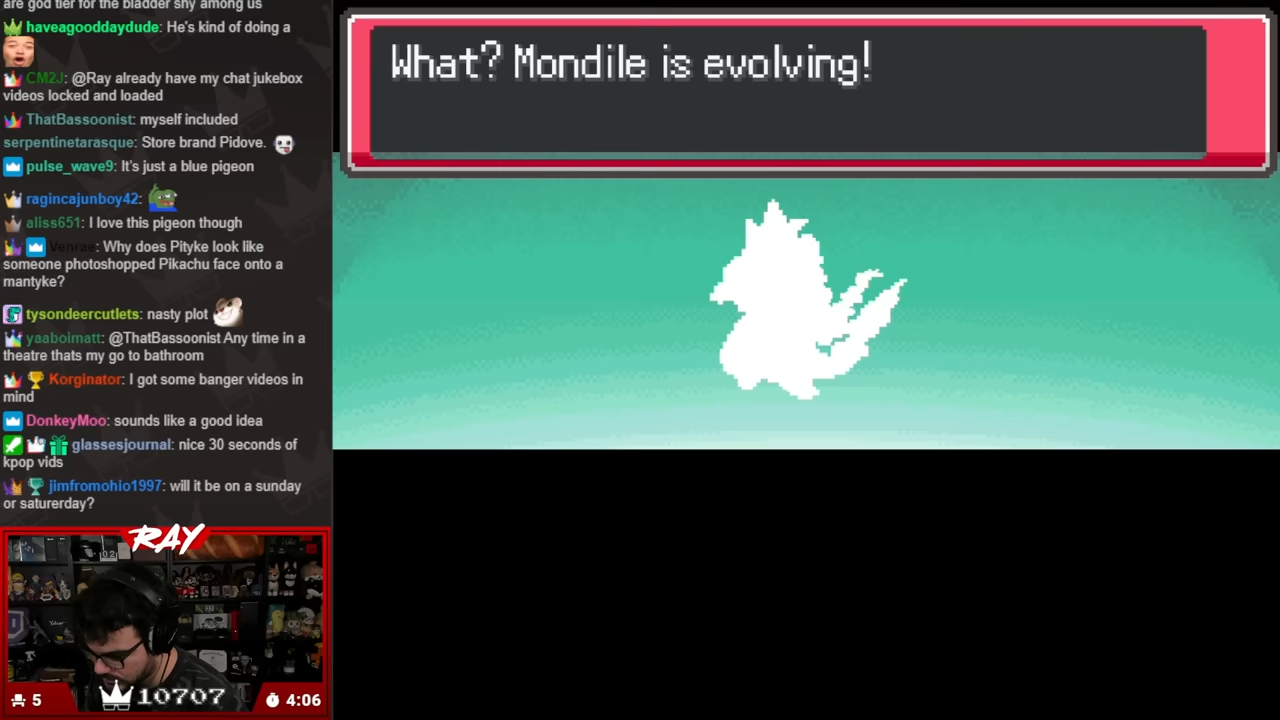 are god tier for the bladder shy among us
haveagooddaydude: He's kind of doing a
CM2J: @Ray already have my chat jukebox
videos locked and loaded
ThatBassoonist: myself included
serpentinetarasque: Store brand Pidove.
pulse_wave9: It's just a blue pigeon
ragincajunboy42:
aliss651: I love this pigeon though
Venrae: Why does Pityke look like
someone photoshopped Pikachu face onto a
mantyke?
tysondeercutlets: nasty plot
yaaboimatt: @ThatBassoonist Any time in a
theatre thats my go to bathroom
Korginator: I got some banger videos in
mind
DonkeyMoo: sounds like a good idea
glassesjournal: nice 30 seconds of
kpop vids
jimfromohio1997: will it be on a sunday
or saturerday?
RAY
5
10707
4:06
What? Mondile is evolving!